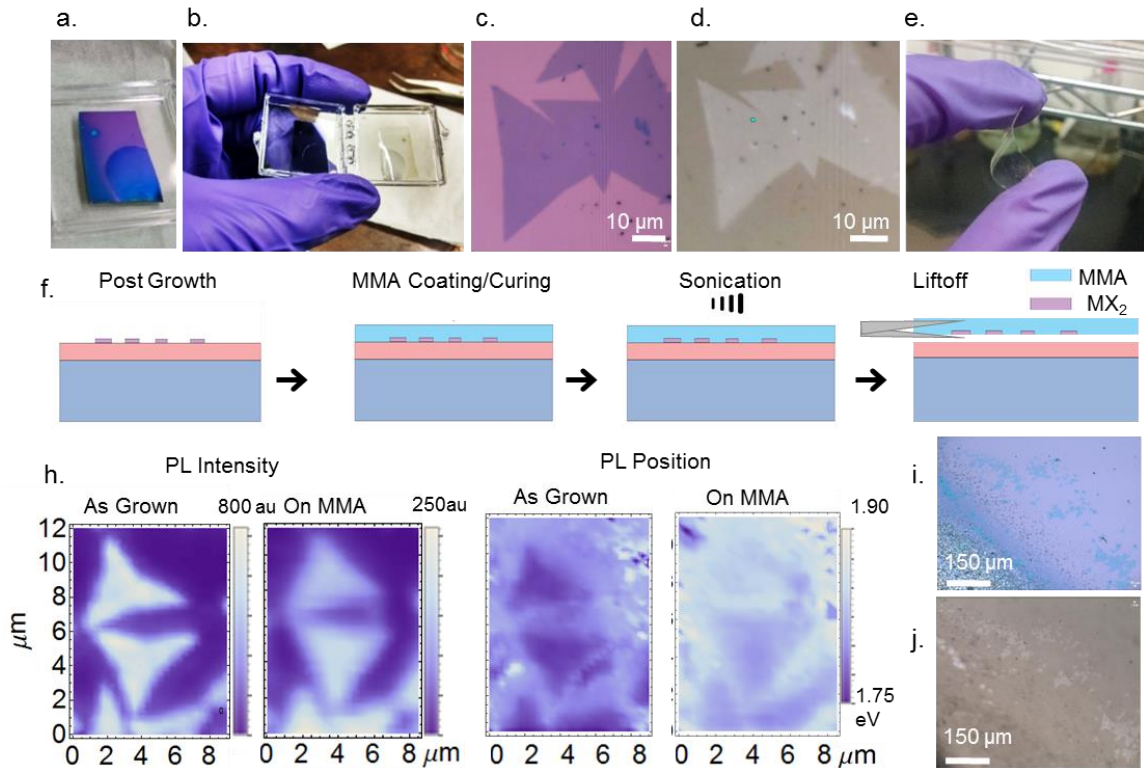 a.
b.
c.
d.
e.
10 µm
10 µm
f.
Post Growth
MMA Coating/Curing
Sonication
Liftoff
MMA
MX₂
h.
PL Intensity
PL Position
As Grown
800 au
On MMA
250au
As Grown
On MMA
1.90
12
10
8
6
4
2
0
µm
0 2 4 6 8
0 2 4 6 8 µm
0 2 4 6 8
0 2 4 6 8 µm
1.75
eV
i.
150 µm
j.
150 µm